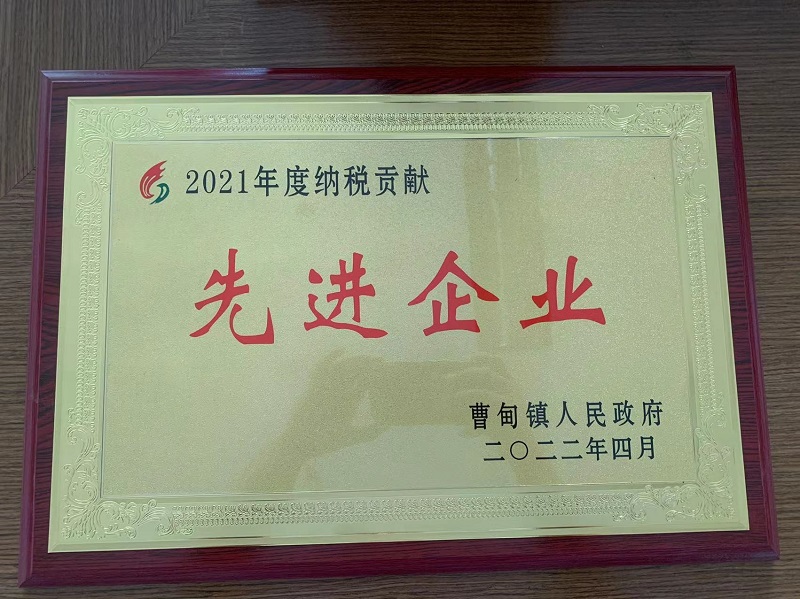 2021年度纳税贡献
先进企业
曹甸镇人民政府
二〇二二年四月